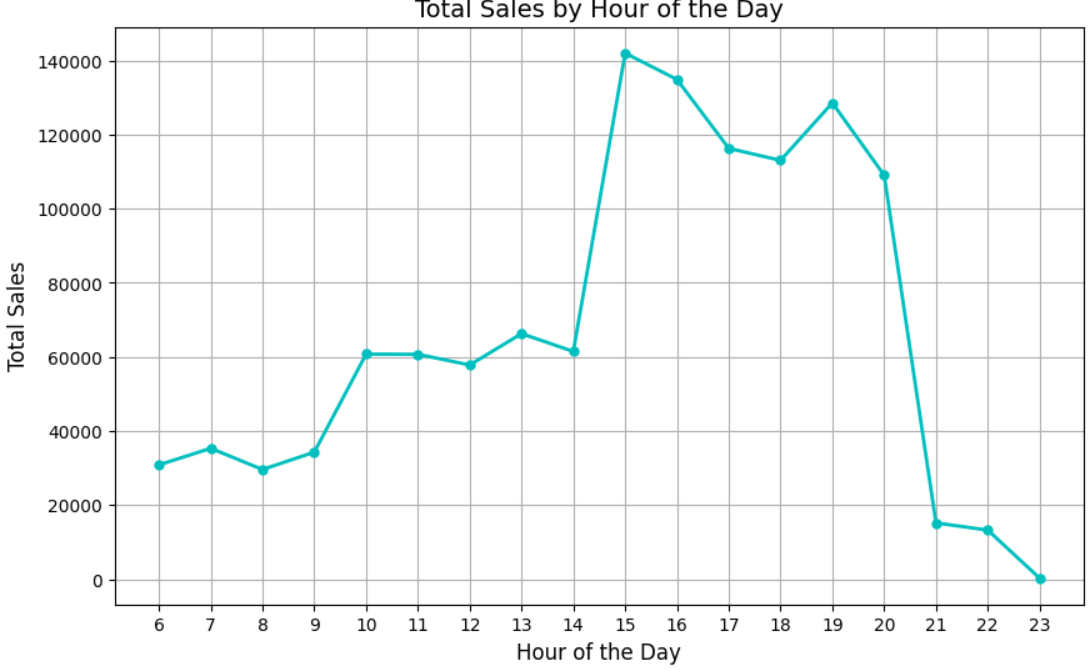 Total Sales by Hour of the Day
140000
120000
100000
80000
60000
40000
20000
0
Total Sales
6 7 8 9 10 11 12 13 14 15 16 17 18 19 20 21 22 23
Hour of the Day